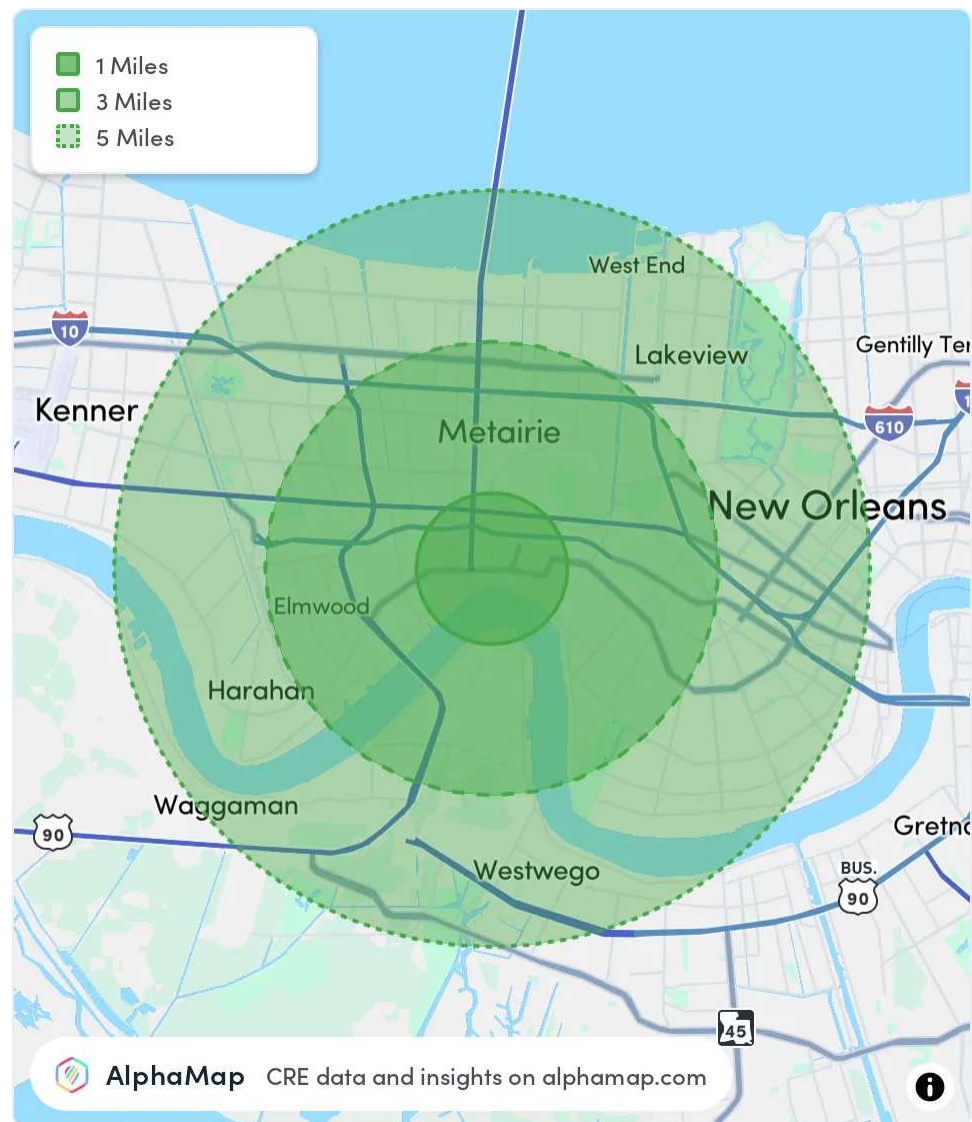 1 Miles
3 Miles
5 Miles
West End
10
Lakeview
Gentilly Ter
Kenner
610
Metairie
New Orleans
Elmwood
Harahan
Waggaman
90
Gretna
Westwego
BUS.
90
45
AlphaMap CRE data and insights on alphamap.com